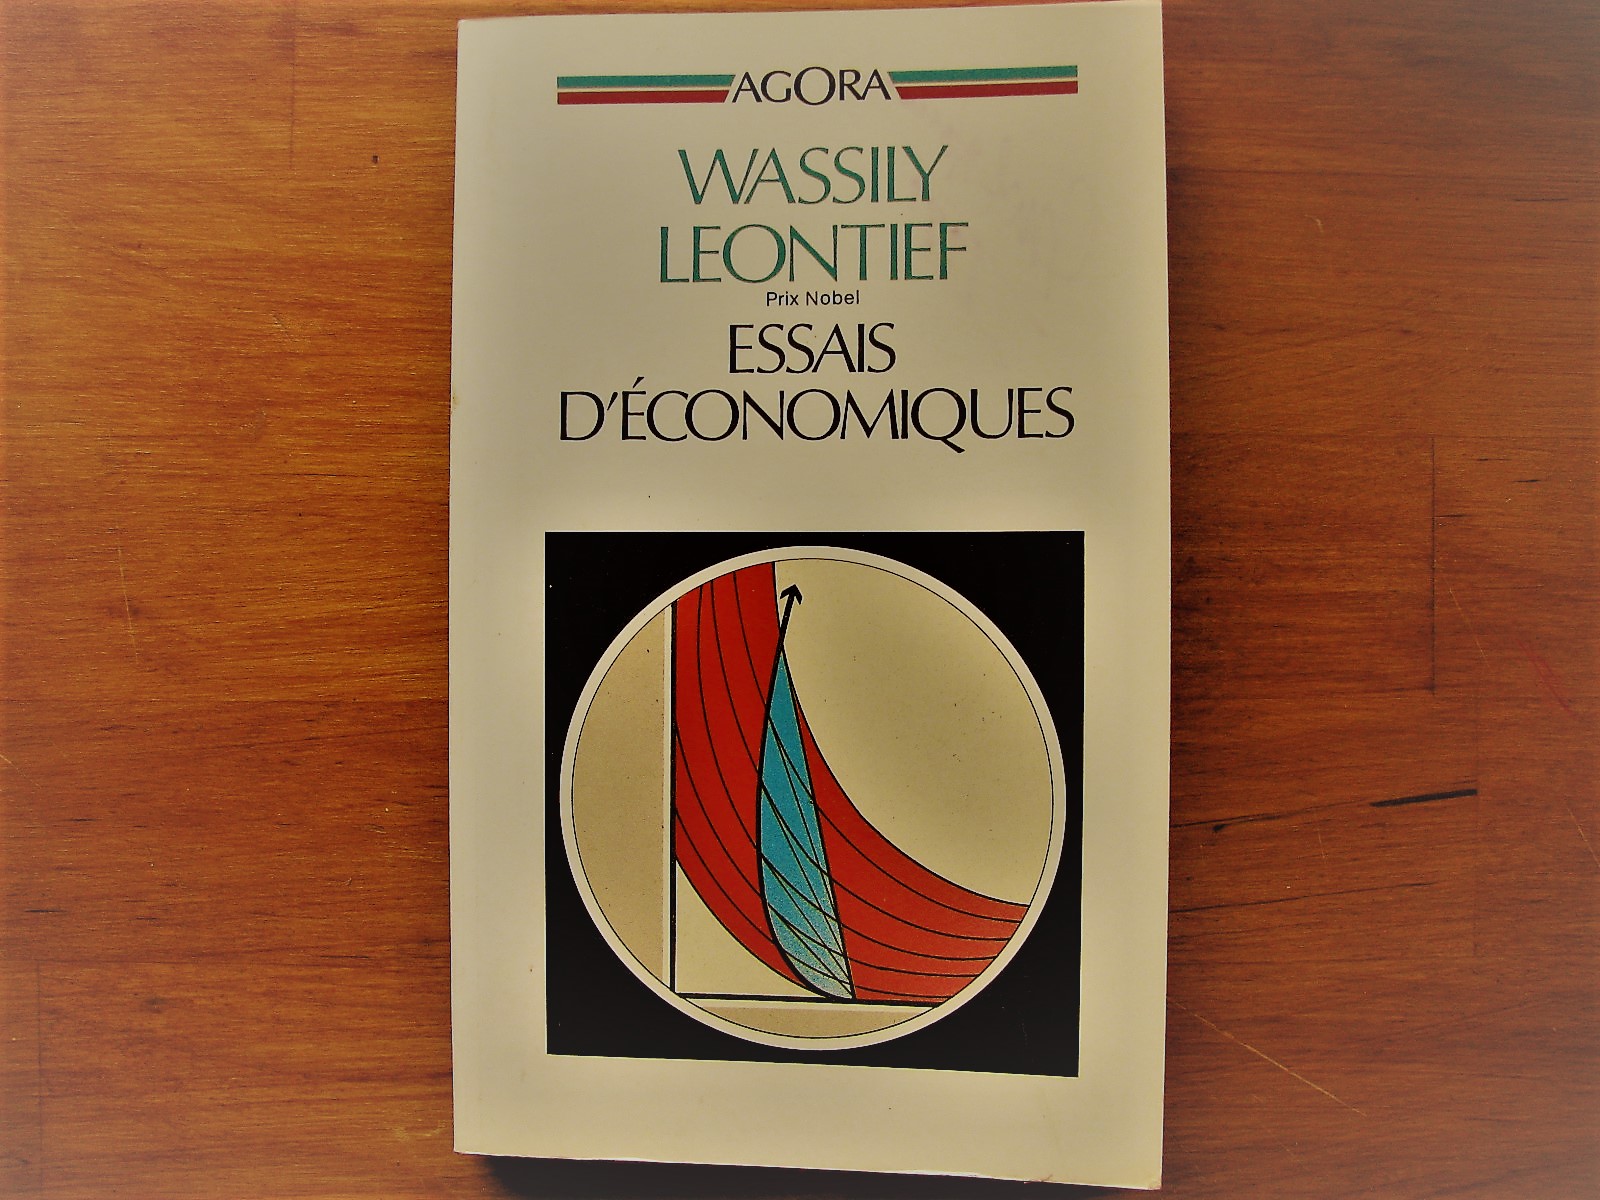 AGORA
WASSILY
LEONTIEF
Prix Nobel
ESSAIS
D'ÉCONOMIQUES